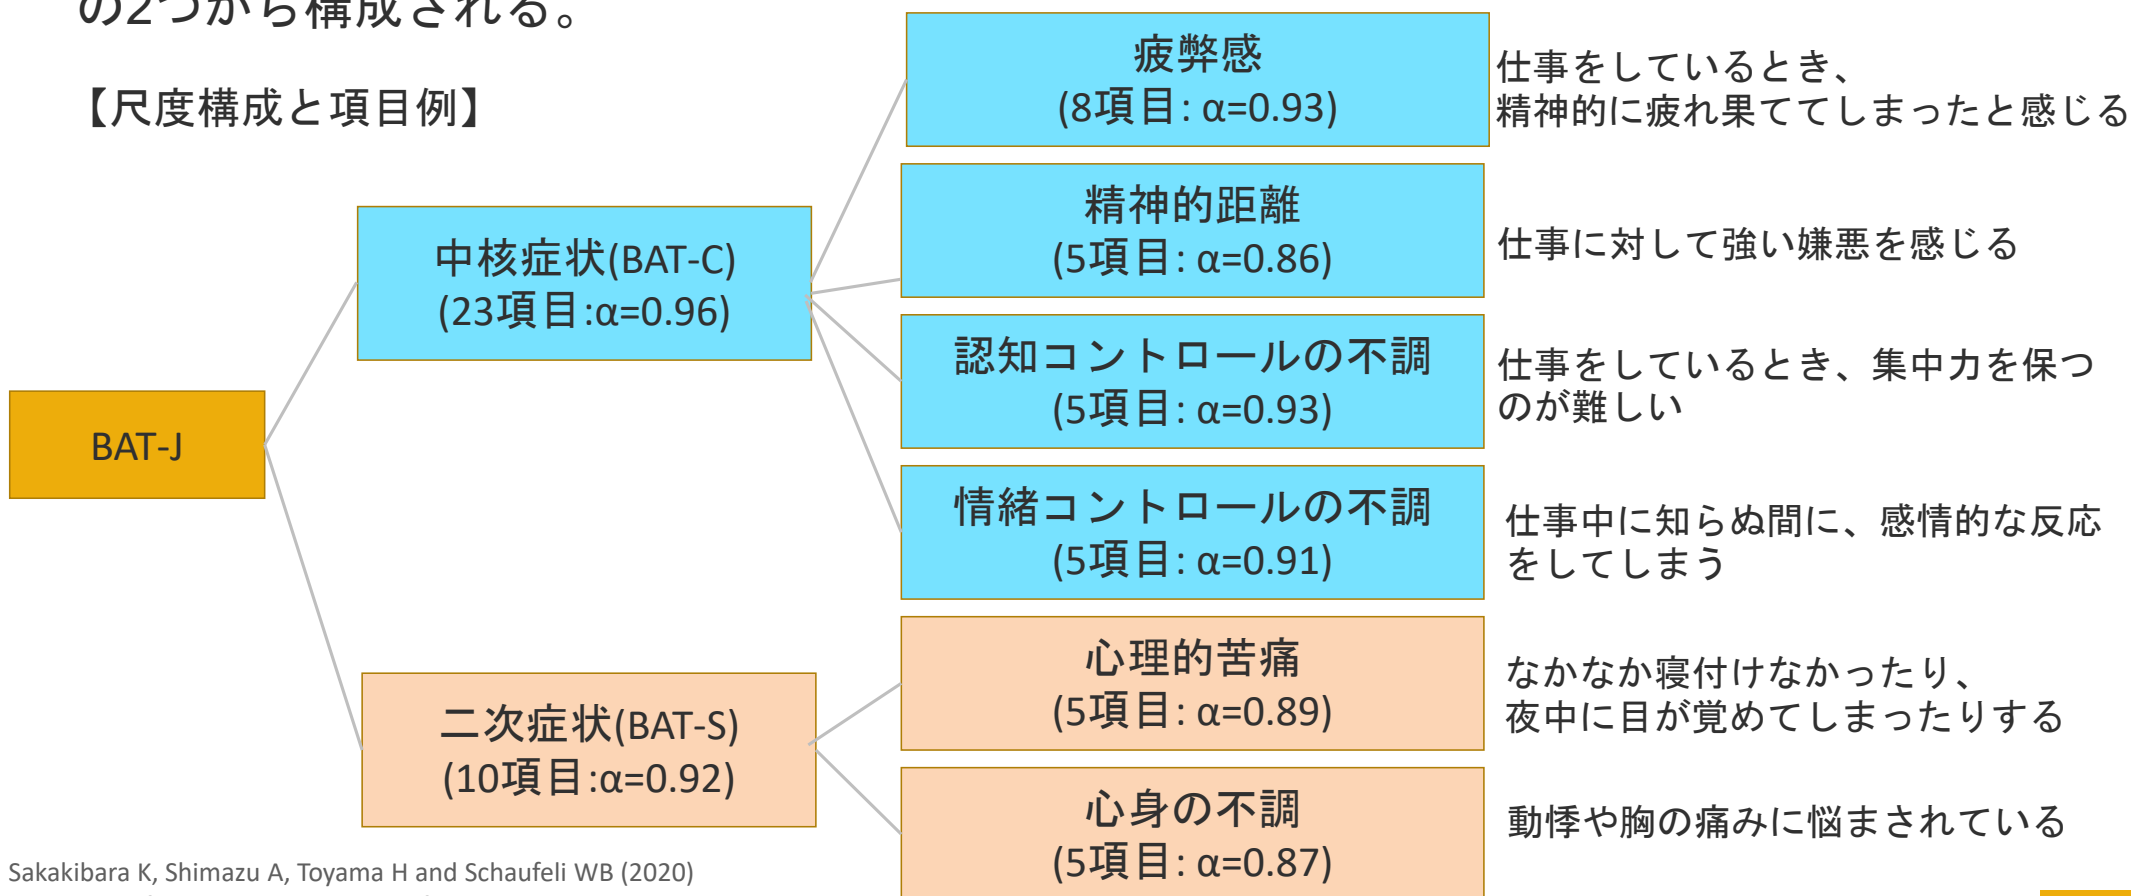 の2つから構成される。
【尺度構成と項目例】
BAT-J
中核症状(BAT-C)
(23項目:α=0.96)
疲弊感
(8項目: α=0.93)
仕事をしているとき、
精神的に疲れ果ててしまったと感じる
精神的距離
(5項目: α=0.86)
仕事に対して強い嫌悪を感じる
認知コントロールの不調
(5項目: α=0.93)
仕事をしているとき、集中力を保つ
のが難しい
情緒コントロールの不調
(5項目: α=0.91)
仕事中に知らぬ間に、感情的な反応
をしてしまう
二次症状(BAT-S)
(10項目:α=0.92)
心理的苦痛
(5項目: α=0.89)
なかなか寝付けなかったり、
夜中に目が覚めてしまったりする
心身の不調
(5項目: α=0.87)
動悸や胸の痛みに悩まされている
Sakakibara K, Shimazu A, Toyama H and Schaufeli WB (2020)